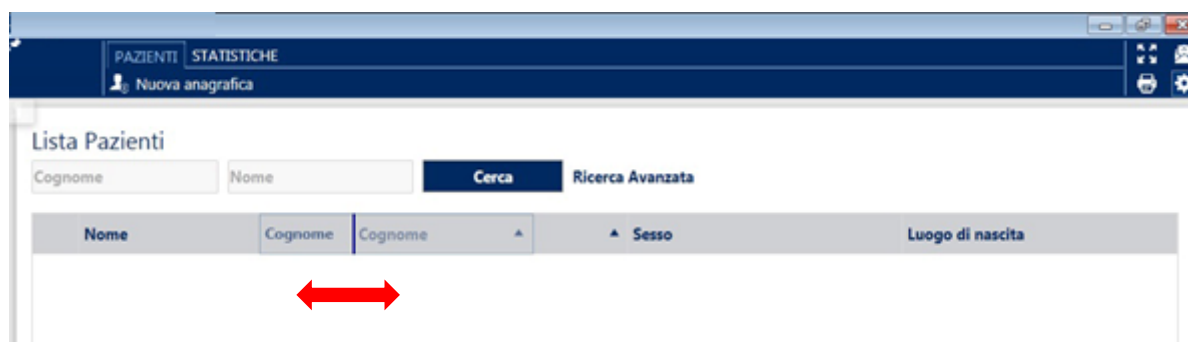 PAZIENTI STATISTICHE
Nuova anagrafica
Lista Pazienti
Cognome Nome Cerca Ricerca Avanzata
Nome Cognome Cognome Sesso Luogo di nascita